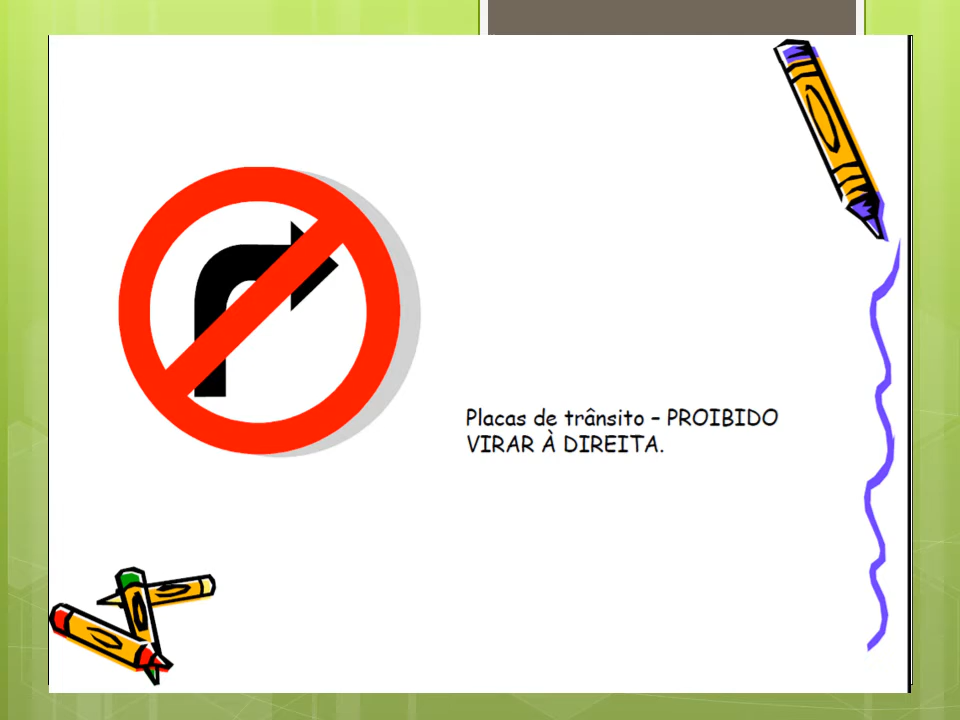 Placas de trânsito – PROIBIDO
VIRAR À DIREITA.